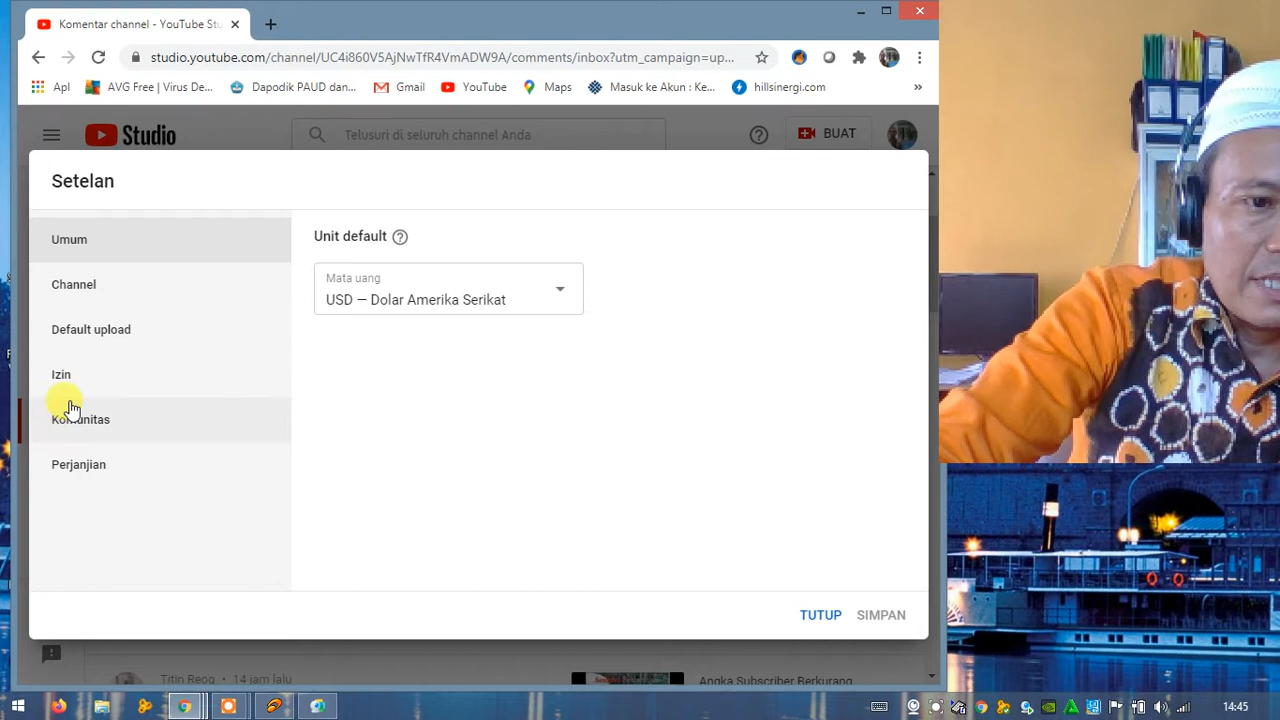 Komentar channel - YouTube Stu
studio.youtube.com/channel/UC4i860V5AjNwTfR4VmADW9A/comments/inbox?utm_campaign=up...
Apl
AVG Free | Virus De...
Dapodik PAUD dan...
Gmail
YouTube
Maps
Masuk ke Akun : Ke...
hillsinergi.com
»
Studio
Telusuri di seluruh channel Anda
BUAT
Setelan
Umum
Channel
Default upload
Izin
Komunitas
Perjanjian
Unit default
Mata uang
USD — Dolar Amerika Serikat
TUTUP
SIMPAN
Titin Reog • 14 jam lalu
Angka Subscriber Berkurang
14:45